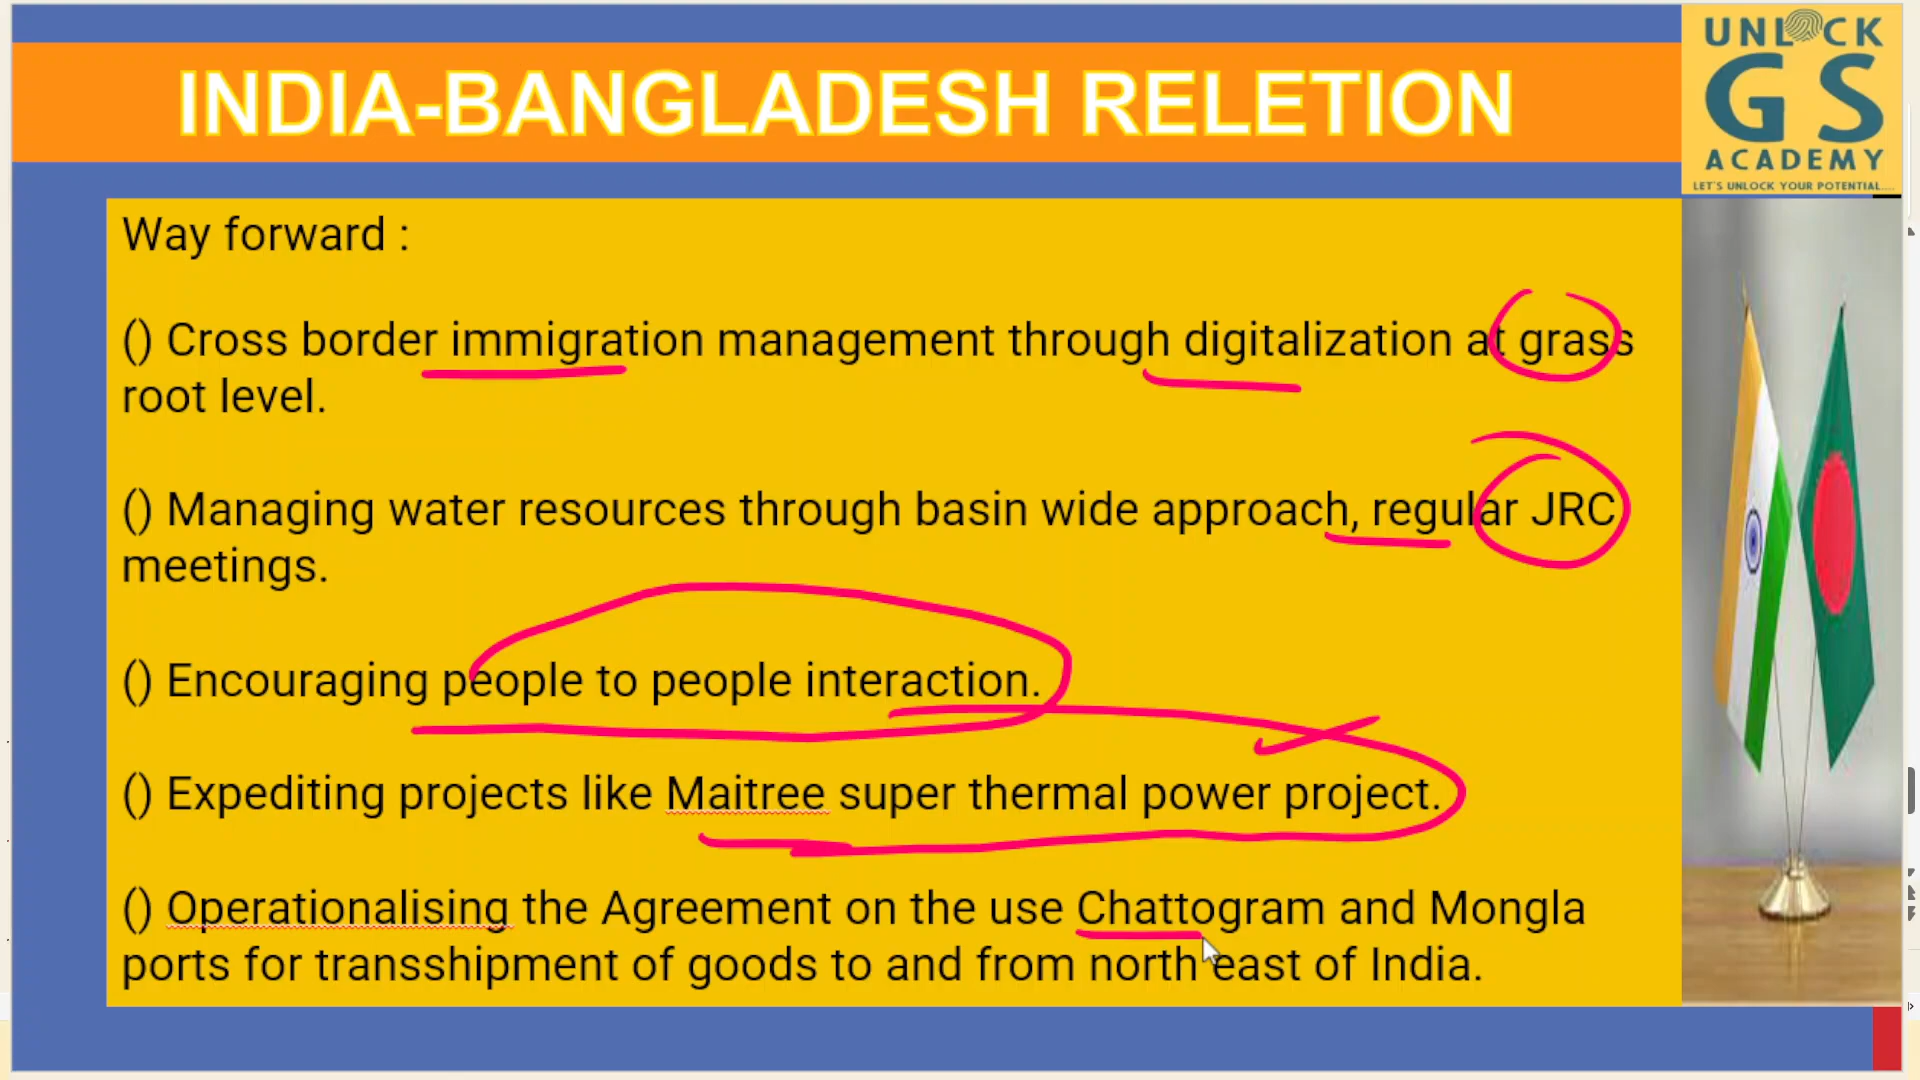 INDIA-BANGLADESH RELETION
UNLOCK
GS
ACADEMY
LET'S UNLOCK YOUR POTENTIAL....
Way forward :
() Cross border immigration management through digitalization at grass
root level.
() Managing water resources through basin wide approach, regular JRC
meetings.
() Encouraging people to people interaction.
() Expediting projects like Maitree super thermal power project.
() Operationalising the Agreement on the use Chattogram and Mongla
ports for transshipment of goods to and from north east of India.